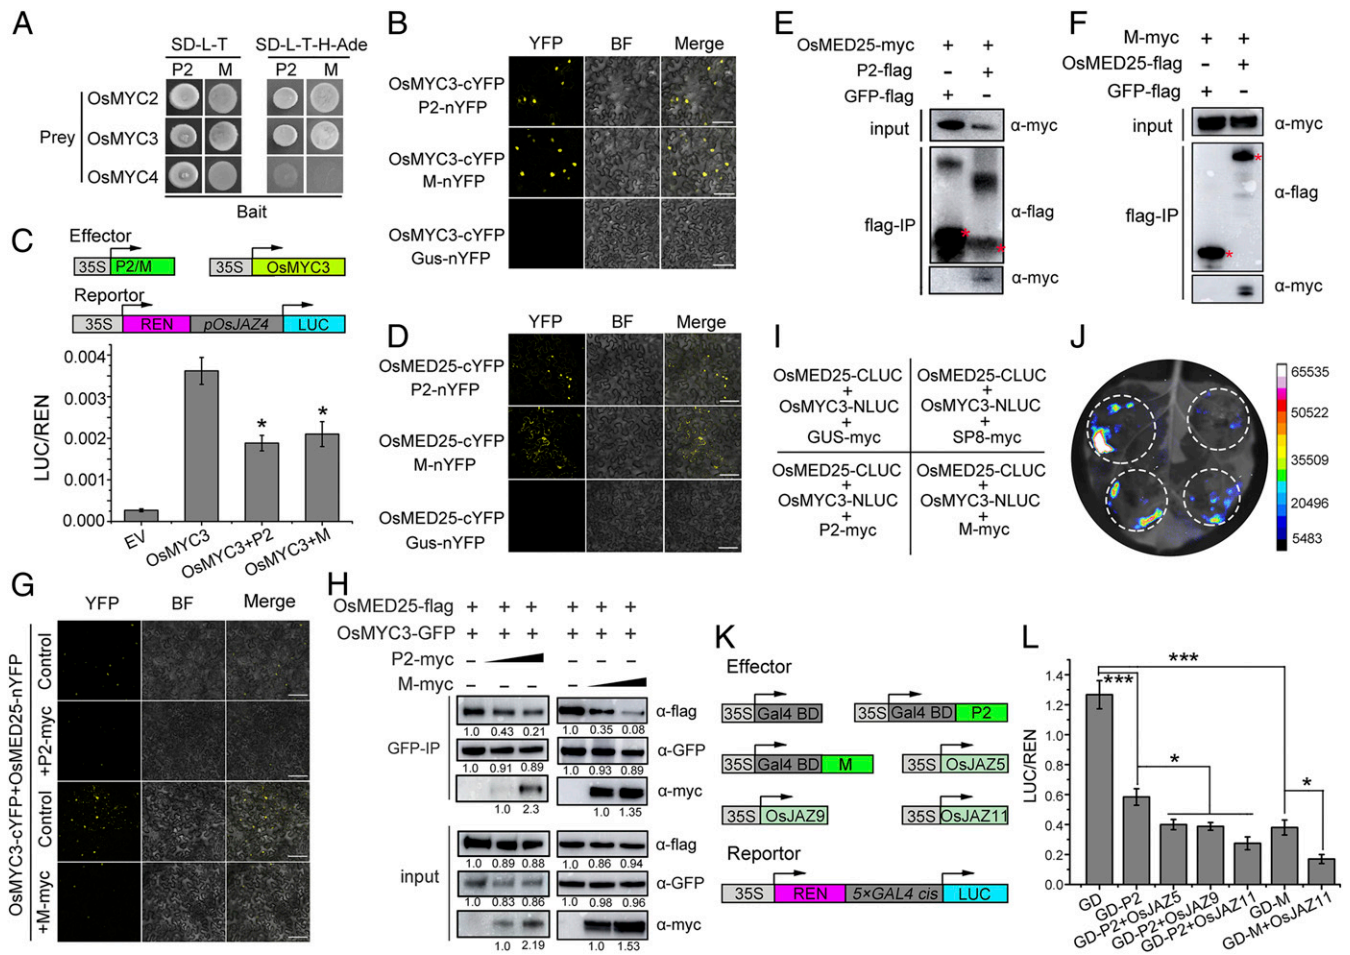 A
SD-L-T SD-L-T-H-Ade
P2 M P2 M
Prey
OsMYC2
OsMYC3
OsMYC4
Bait
B
YFP BF Merge
OsMYC3-cYFP
P2-nYFP
OsMYC3-cYFP
M-nYFP
OsMYC3-cYFP
Gus-nYFP
C
Effector
35S P2/M 35S OsMYC3
Reportor
35S REN pOsJAZ4 LUC
LUC/REN
0.004
0.003
0.002
0.001
0.000
* *
EV OsMYC3 OsMYC3+P2 OsMYC3+M
D
YFP BF Merge
OsMED25-cYFP
P2-nYFP
OsMED25-cYFP
M-nYFP
OsMED25-cYFP
Gus-nYFP
E
OsMED25-myc + +
P2-flag - +
GFP-flag + -
input α-myc
flag-IP α-flag
* *
α-myc
F
M-myc + +
OsMED25-flag - +
GFP-flag + -
input α-myc
flag-IP α-flag
* *
α-myc
G
OsMYC3-cYFP+OsMED25-nYFP
YFP BF Merge
Control
+P2-myc
Control
+M-myc
H
OsMED25-flag + + + + + +
OsMYC3-GFP + + + + + +
P2-myc - -
M-myc - - - -
GFP-IP
α-flag
1.0 0.43 0.21 1.0 0.35 0.08
α-GFP
1.0 0.91 0.89 1.0 0.93 0.89
α-myc
1.0 2.3 1.0 1.35
input
α-flag
1.0 0.89 0.88 1.0 0.86 0.94
α-GFP
1.0 0.83 0.86 1.0 0.98 0.96
α-myc
1.0 2.19 1.0 1.53
I
OsMED25-CLUC
+
OsMYC3-NLUC
+
GUS-myc
OsMED25-CLUC
+
OsMYC3-NLUC
+
SP8-myc
OsMED25-CLUC
+
OsMYC3-NLUC
+
P2-myc
OsMED25-CLUC
+
OsMYC3-NLUC
+
M-myc
J
65535
50522
35509
20496
5483
K
Effector
35S Gal4 BD 35S Gal4 BD P2
35S Gal4 BD M 35S OsJAZ5
35S OsJAZ9 35S OsJAZ11
Reportor
35S REN 5×GAL4 cis LUC
L
LUC/REN
1.4
1.2
1.0
0.8
0.6
0.4
0.2
0.0
***
***
*
*
GD GD-P2 GD-P2+OsJAZ5 GD-P2+OsJAZ9 GD-P2+OsJAZ11 GD-M GD-M+OsJAZ11